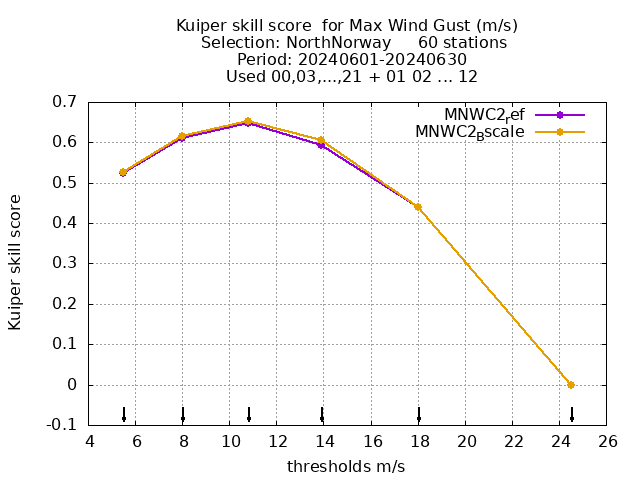 Kuiper skill score  for Max Wind Gust (m/s)
Selection: NorthNorway     60 stations
Period: 20240601-20240630
Used 00,03,...,21 + 01 02 ... 12
MNWC2ref
MNWC2Bscale
Kuiper skill score
0.7
0.6
0.5
0.4
0.3
0.2
0.1
0
-0.1
4 6 8 10 12 14 16 18 20 22 24 26
thresholds m/s